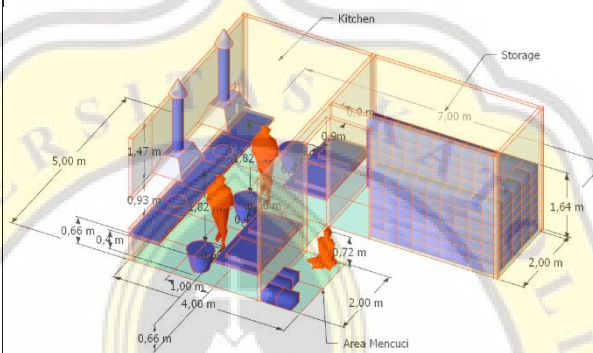 Kitchen
Storage
0,9 m
7,00 m
0,9m
5,00 m
1,47 m
1,82
0,93 m
1,82
1,64 m
0,66 m
0,4 m
0,72 m
2,00 m
1,00 m
4,00 m
2,00 m
0,66 m
Area Mencuci